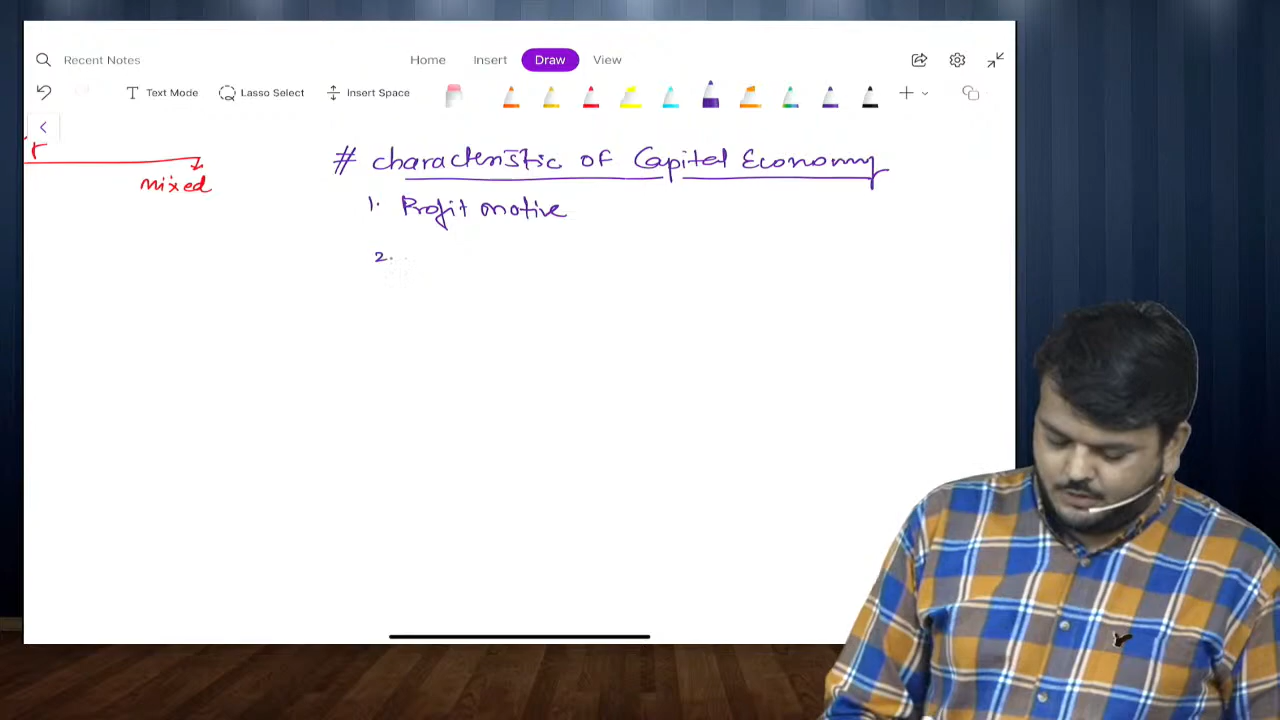 Recent Notes
Home Insert Draw View
Text Mode Lasso Select Insert Space
r
mixed
# characteristic of Capital Economy
1. Profit motive
2.